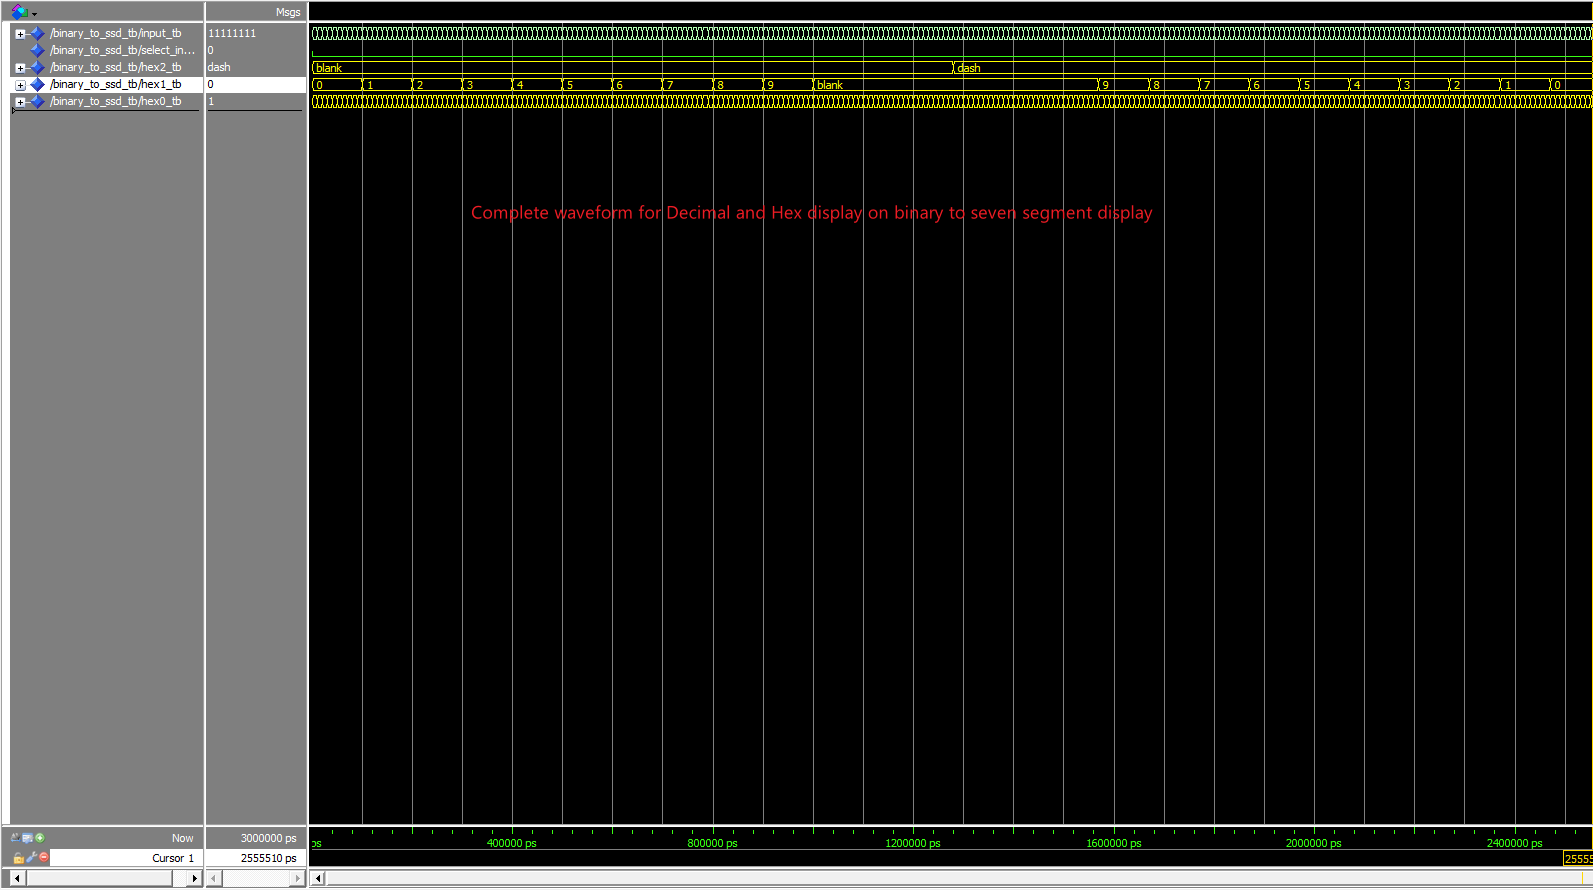 Msgs
/binary_to_ssd_tb/input_tb 11111111
/binary_to_ssd_tb/select_in... 0
/binary_to_ssd_tb/hex2_tb dash blank dash
/binary_to_ssd_tb/hex1_tb 0 0 1 2 3 4 5 6 7 8 9 blank 9 8 7 6 5 4 3 2 1 0
/binary_to_ssd_tb/hex0_tb 1
Complete waveform for Decimal and Hex display on binary to seven segment display
Now 3000000 ps ps 400000 ps 800000 ps 1200000 ps 1600000 ps 2000000 ps 2400000 ps
Cursor 1 2555510 ps 25555